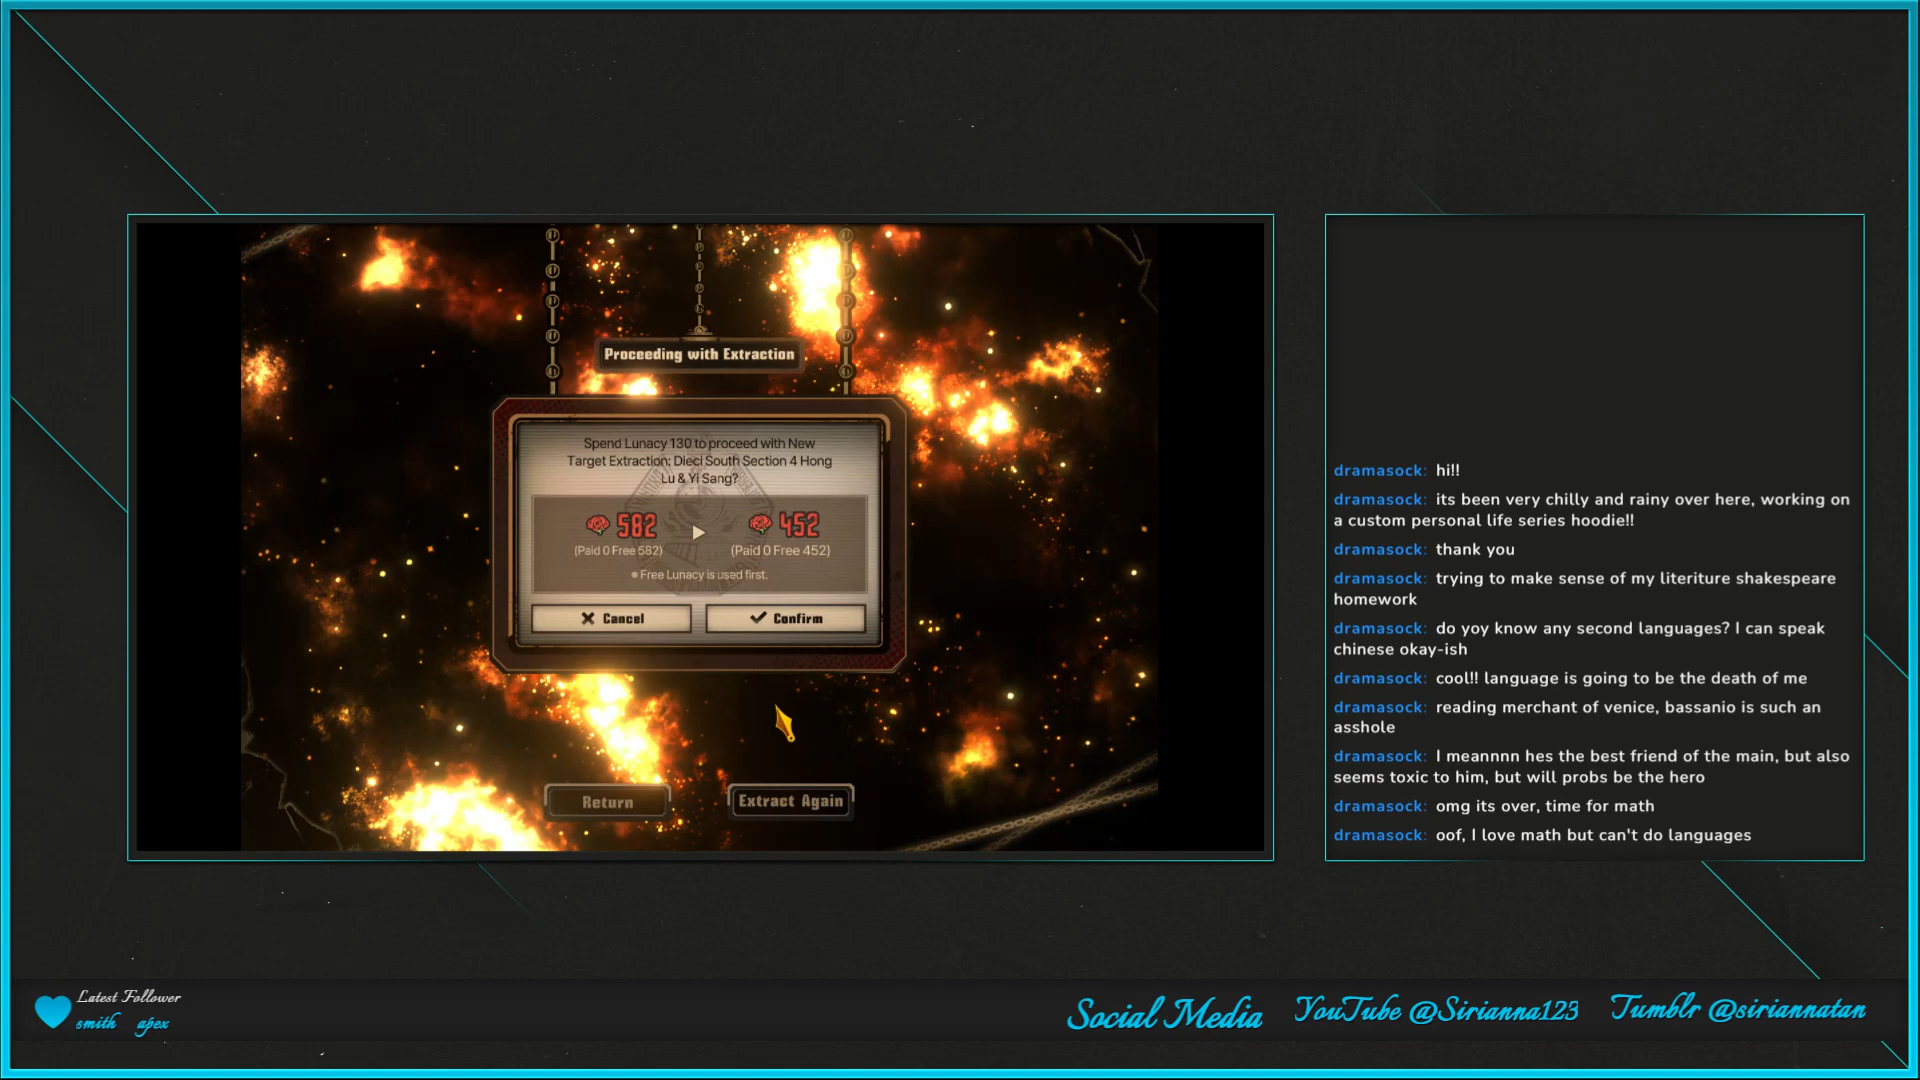 Proceeding with Extraction
Spend Lunacy 130 to proceed with New
Target Extraction: Dieci South Section 4 Hong
Lu & Yi Sang?
582
452
(Paid 0 Free 582)
(Paid 0 Free 452)
※ Free Lunacy is used first.
Cancel
Confirm
Return
Extract Again
dramasock: hi!!
dramasock: its been very chilly and rainy over here, working on
a custom personal life series hoodie!!
dramasock: thank you
dramasock: trying to make sense of my literiture shakespeare
homework
dramasock: do yoy know any second languages? I can speak
chinese okay-ish
dramasock: cool!! language is going to be the death of me
dramasock: reading merchant of venice, bassanio is such an
asshole
dramasock: I meannnn hes the best friend of the main, but also
seems toxic to him, but will probs be the hero
dramasock: omg its over, time for math
dramasock: oof, I love math but can't do languages
Latest Follower
smith apex
Social Media
YouTube @Sirianna123
Tumblr @siriannatan